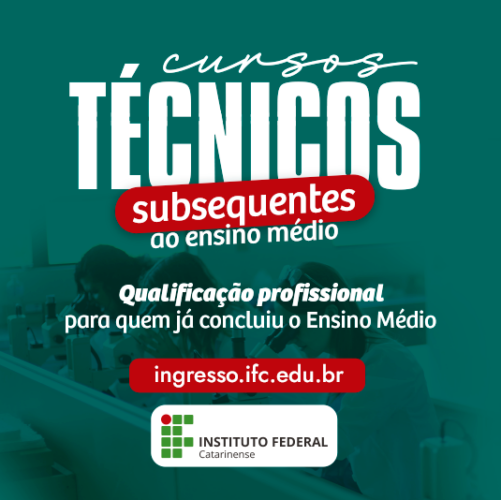 cursos
TÉCNICOS
subsequentes
ao ensino médio
Qualificação profissional
para quem já concluiu o Ensino Médio
ingresso.ifc.edu.br
INSTITUTO FEDERAL
Catarinense